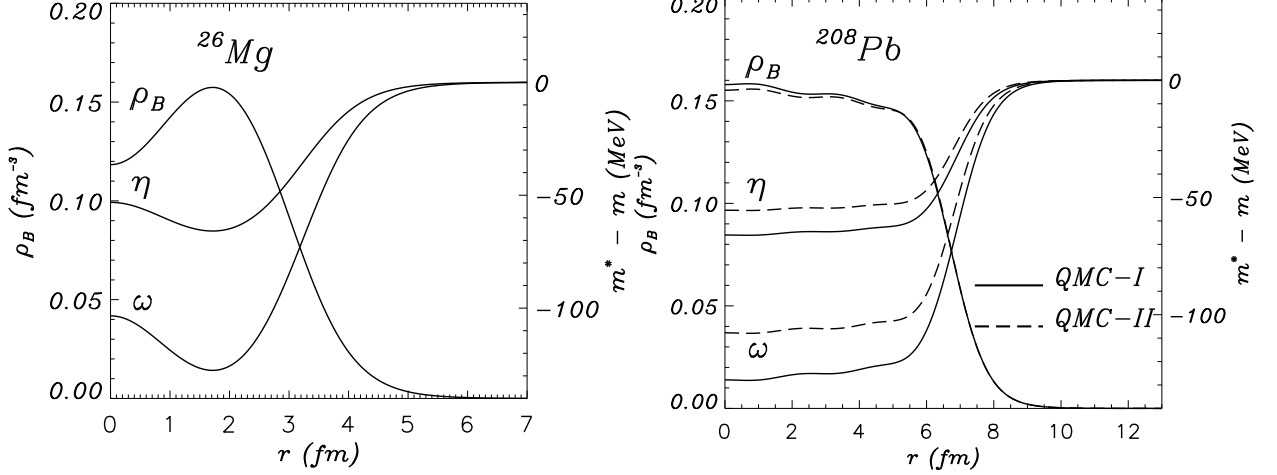 0.20
0.15
0.10
0.05
0.00
ρB (fm⁻³)
²⁶Mg
ρB
η
ω
0
−50
−100
m* − m (MeV)
0 1 2 3 4 5 6 7
r (fm)
0.20
0.15
0.10
0.05
0.00
ρB (fm⁻³)
²⁰⁸Pb
ρB
η
ω
QMC−I
QMC−II
0
−50
−100
m* − m (MeV)
0 2 4 6 8 10 12
r (fm)